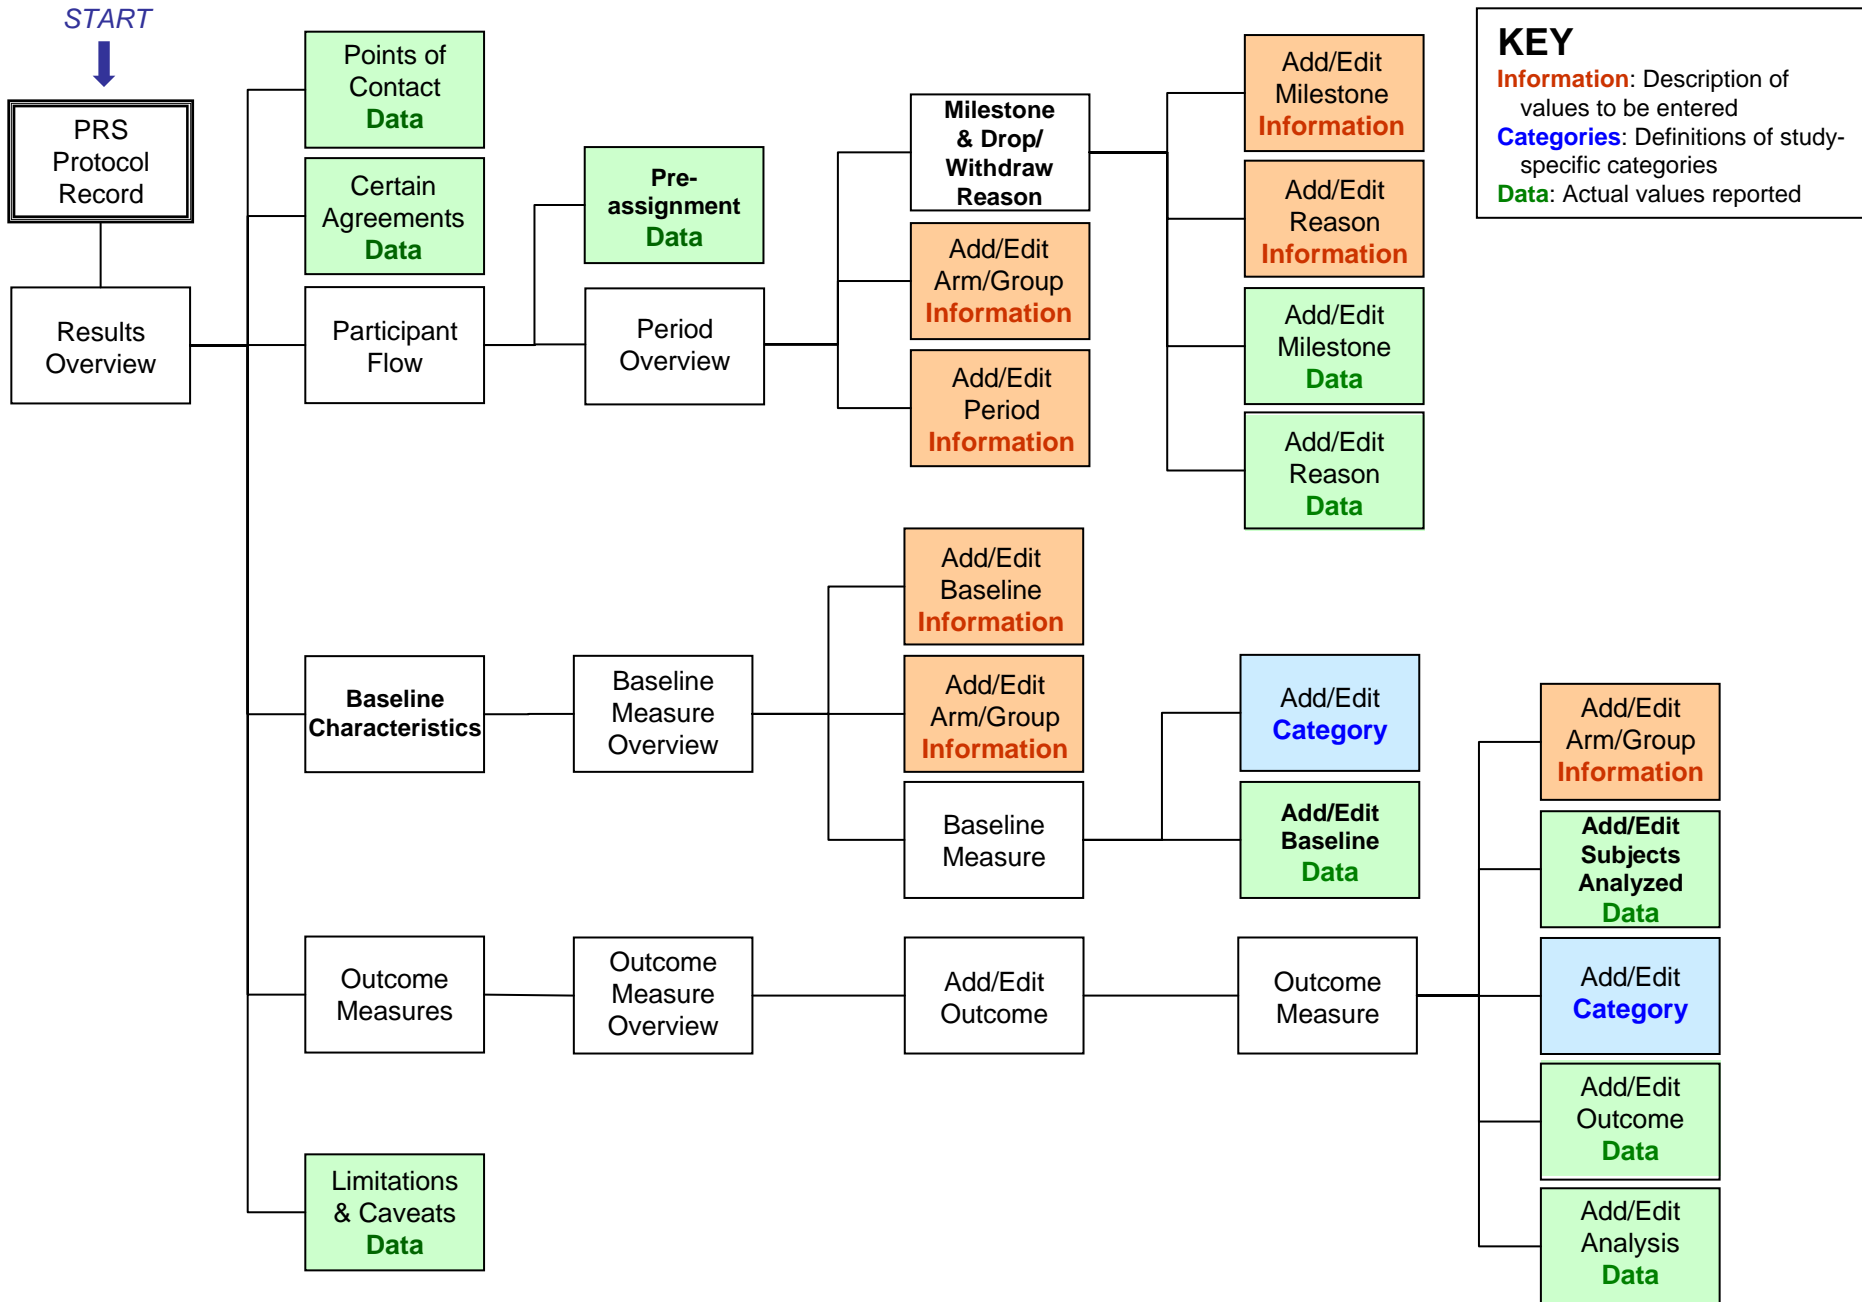 START
PRS
Protocol
Record
Results
Overview
Points of
Contact
Data
Certain
Agreements
Data
Participant
Flow
Pre-
assignment
Data
Period
Overview
Milestone
& Drop/
Withdraw
Reason
Add/Edit
Arm/Group
Information
Add/Edit
Period
Information
Add/Edit
Milestone
Information
Add/Edit
Reason
Information
Add/Edit
Milestone
Data
Add/Edit
Reason
Data
KEY
Information: Description of
values to be entered
Categories: Definitions of study-
specific categories
Data: Actual values reported
Baseline
Characteristics
Baseline
Measure
Overview
Add/Edit
Baseline
Information
Add/Edit
Arm/Group
Information
Baseline
Measure
Add/Edit
Category
Add/Edit
Baseline
Data
Outcome
Measures
Outcome
Measure
Overview
Add/Edit
Outcome
Outcome
Measure
Add/Edit
Arm/Group
Information
Add/Edit
Subjects
Analyzed
Data
Add/Edit
Category
Add/Edit
Outcome
Data
Add/Edit
Analysis
Data
Limitations
& Caveats
Data